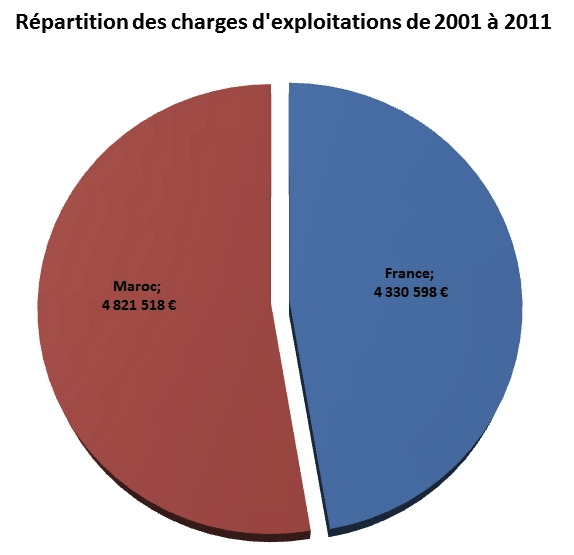 Répartition des charges d'exploitations de 2001 à 2011
Maroc;
4 821 518 €
France;
4 330 598 €